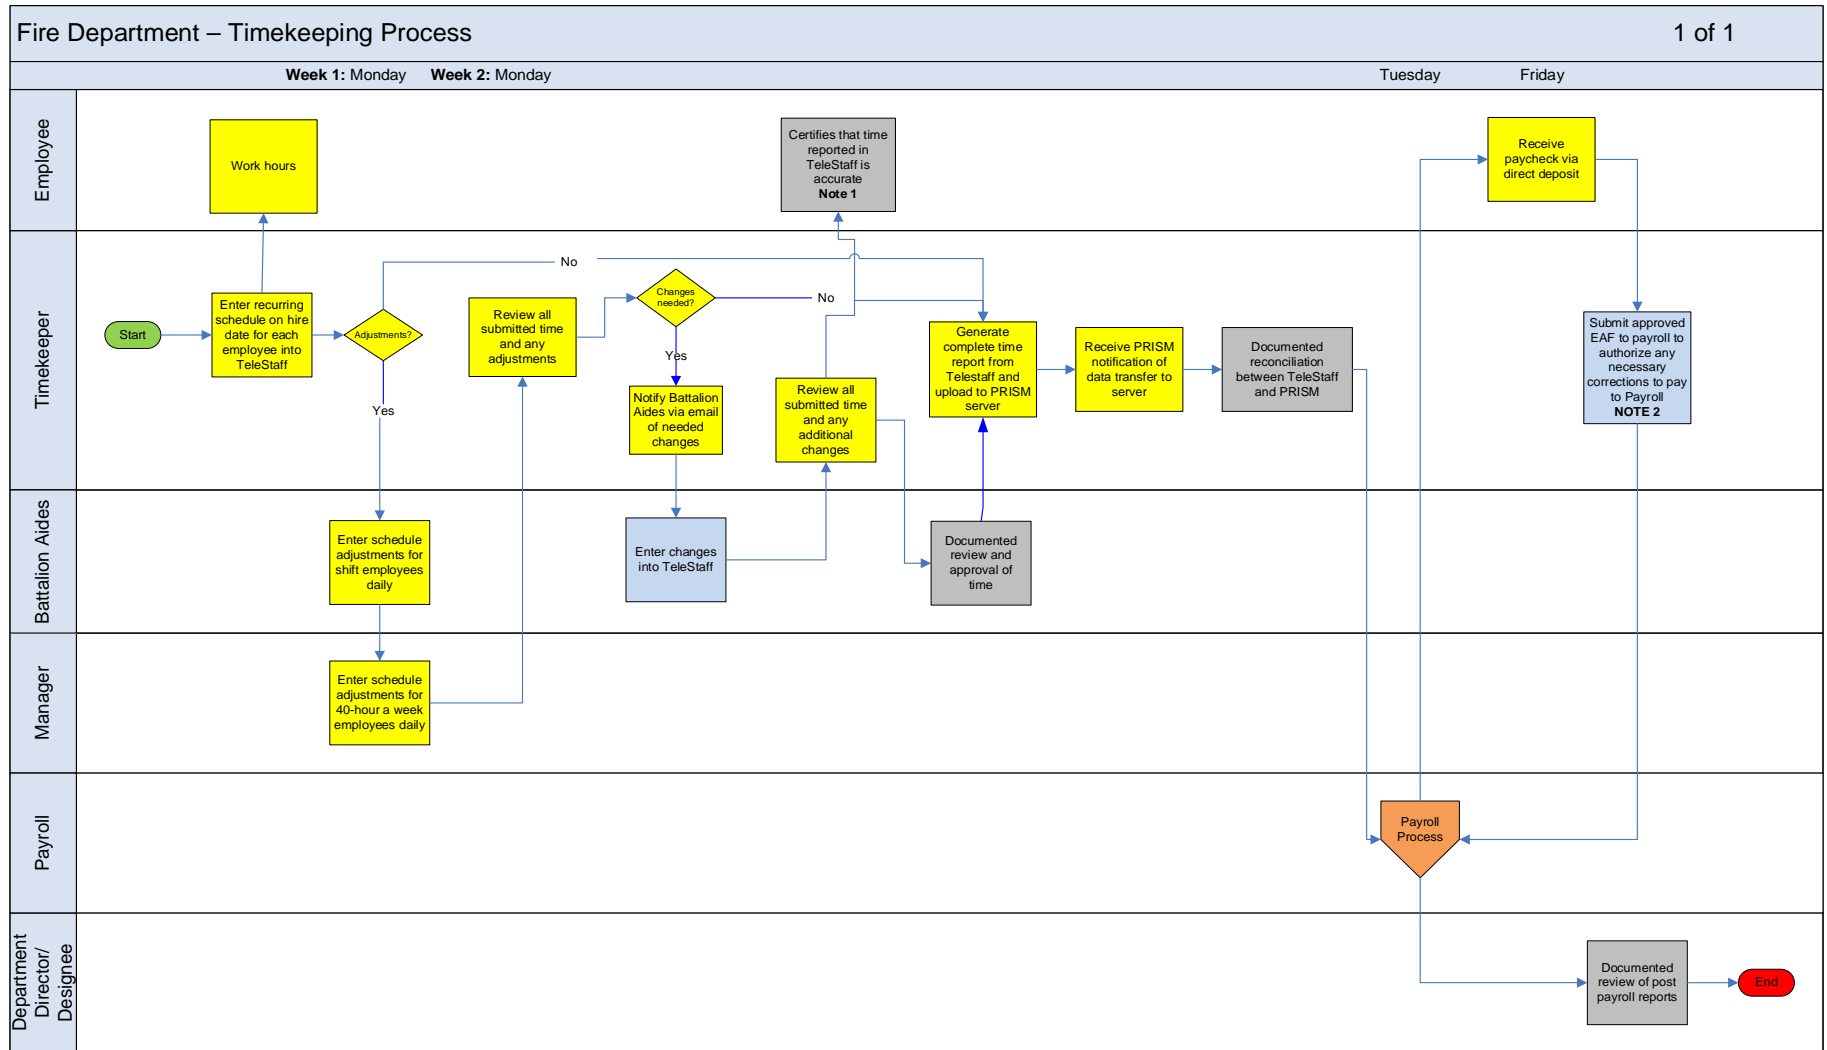 Fire Department – Timekeeping Process
1 of 1
Week 1: Monday
Week 2: Monday
Tuesday
Friday
Employee
Work hours
Certifies that time
reported in
TeleStaff is
accurate
Note 1
Receive
paycheck via
direct deposit
Timekeeper
Start
Enter recurring
schedule on hire
date for each
employee into
TeleStaff
Adjustments?
No
Yes
Review all
submitted time
and any
adjustments
Changes
needed?
No
Yes
Notify Battalion
Aides via email
of needed
changes
Review all
submitted time
and any
additional
changes
Generate
complete time
report from
Telestaff and
upload to PRISM
server
Receive PRISM
notification of
data transfer to
server
Documented
reconciliation
between TeleStaff
and PRISM
Submit approved
EAF to payroll to
authorize any
necessary
corrections to pay
to Payroll
NOTE 2
Battalion Aides
Enter schedule
adjustments for
shift employees
daily
Enter changes
into TeleStaff
Documented
review and
approval of
time
Manager
Enter schedule
adjustments for
40-hour a week
employees daily
Payroll
Payroll
Process
Department
Director/
Designee
Documented
review of post
payroll reports
End